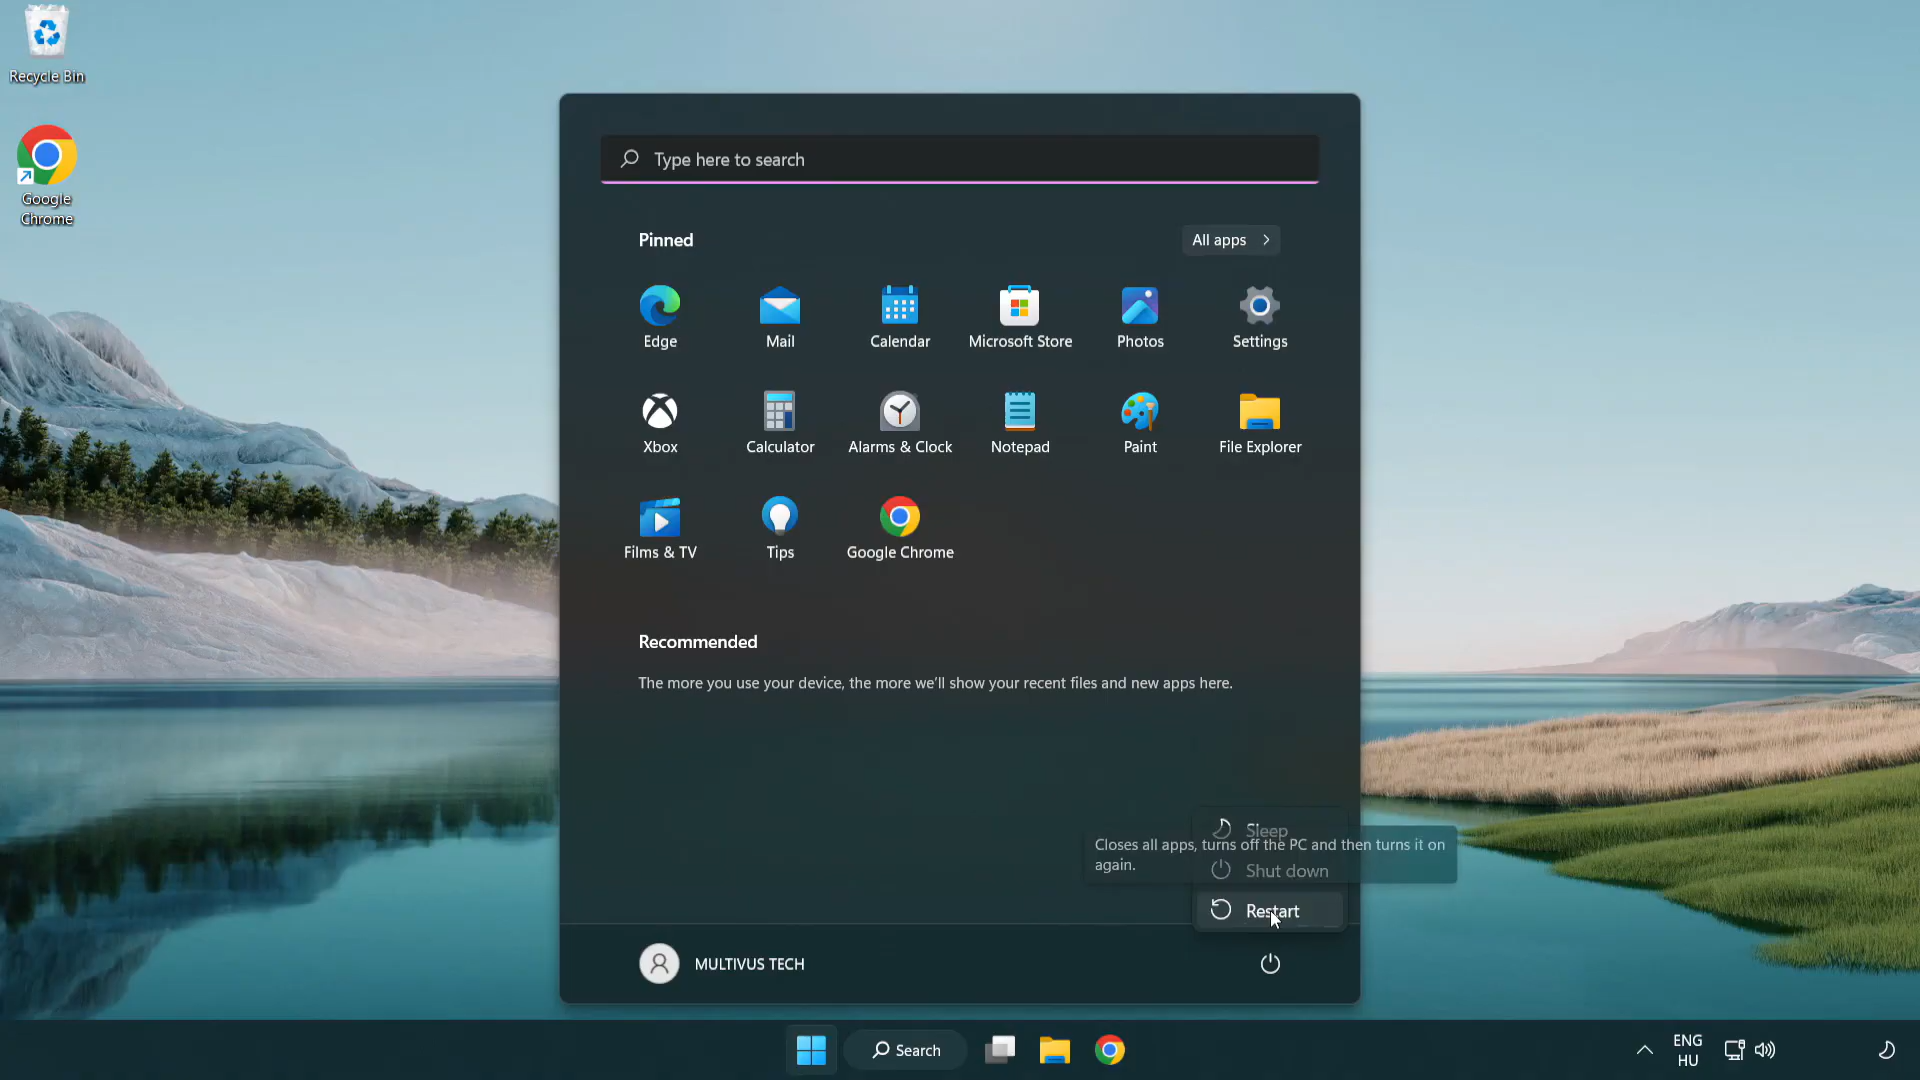 Recycle Bin
Google
Chrome
Type here to search
Pinned
All apps
Edge
Mail
Calendar
Microsoft Store
Photos
Settings
Xbox
Calculator
Alarms & Clock
Notepad
Paint
File Explorer
Films & TV
Tips
Google Chrome
Recommended
The more you use your device, the more we’ll show your recent files and new apps here.
Sleep
Closes all apps, turns off the PC and then turns it on
again.
Shut down
Restart
MULTIVUS TECH
Search
ENG
HU